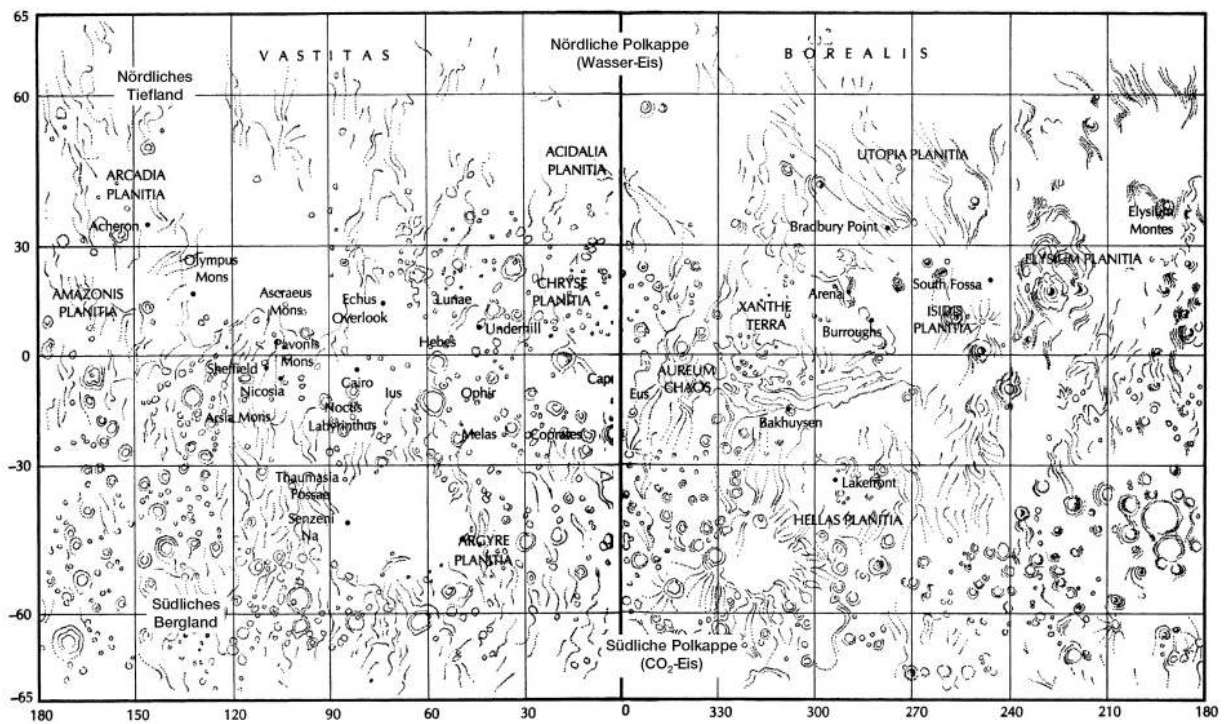 65
VASTITAS
Nördliche Polkappe
(Wasser-Eis)
BOREALIS
Nördliches
Tiefland
60
ACIDALIA
PLANITIA
UTOPIA PLANITIA
ARCADIA
PLANITIA
Acheron
Bradbury Point
Elysium
Montes
30
Olympus
Mons
ELYSIUM PLANITIA
AMAZONIS
PLANITIA
Ascraeus
Mons
Echus
Overlook
Lunae
CHRYSE
PLANITIA
Underhill
XANTHE
TERRA
Arena
Burroughs
South Fossa
ISIDIS
PLANITIA
Pavonis
Mons
Hebes
0
Sheffield
Nicosia
Cairo
Ius
Ophir
Capri
Eus
AUREUM
CHAOS
Arsia Mons
Noctis
Labyrinthus
Melas
Coprates
Bakhuysen
-30
Thaumasia
Fossae
Lakefront
Senzeni
Na
ARGYRE
PLANITIA
HELLAS PLANITIA
-60
Südliches
Bergland
Südliche Polkappe
(CO₂-Eis)
-65
180 150 120 90 60 30 0 330 300 270 240 210 180